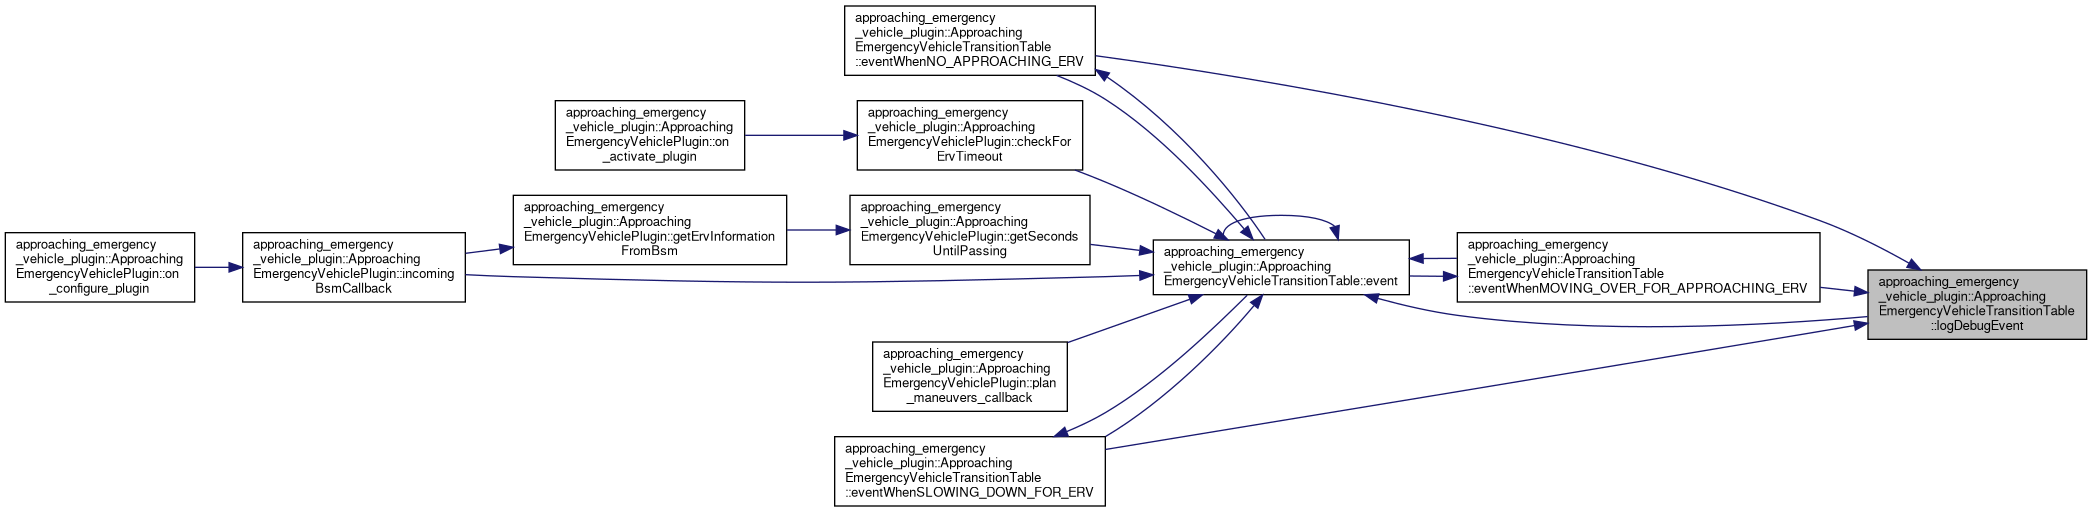 approaching_emergency
_vehicle_plugin::Approaching
EmergencyVehicleTransitionTable
::eventWhenNO_APPROACHING_ERV
approaching_emergency
_vehicle_plugin::Approaching
EmergencyVehiclePlugin::on
_activate_plugin
approaching_emergency
_vehicle_plugin::Approaching
EmergencyVehiclePlugin::checkFor
ErvTimeout
approaching_emergency
_vehicle_plugin::Approaching
EmergencyVehiclePlugin::on
_configure_plugin
approaching_emergency
_vehicle_plugin::Approaching
EmergencyVehiclePlugin::incoming
BsmCallback
approaching_emergency
_vehicle_plugin::Approaching
EmergencyVehiclePlugin::getErvInformation
FromBsm
approaching_emergency
_vehicle_plugin::Approaching
EmergencyVehiclePlugin::getSeconds
UntilPassing
approaching_emergency
_vehicle_plugin::Approaching
EmergencyVehicleTransitionTable::event
approaching_emergency
_vehicle_plugin::Approaching
EmergencyVehicleTransitionTable
::eventWhenMOVING_OVER_FOR_APPROACHING_ERV
approaching_emergency
_vehicle_plugin::Approaching
EmergencyVehicleTransitionTable
::logDebugEvent
approaching_emergency
_vehicle_plugin::Approaching
EmergencyVehiclePlugin::plan
_maneuvers_callback
approaching_emergency
_vehicle_plugin::Approaching
EmergencyVehicleTransitionTable
::eventWhenSLOWING_DOWN_FOR_ERV